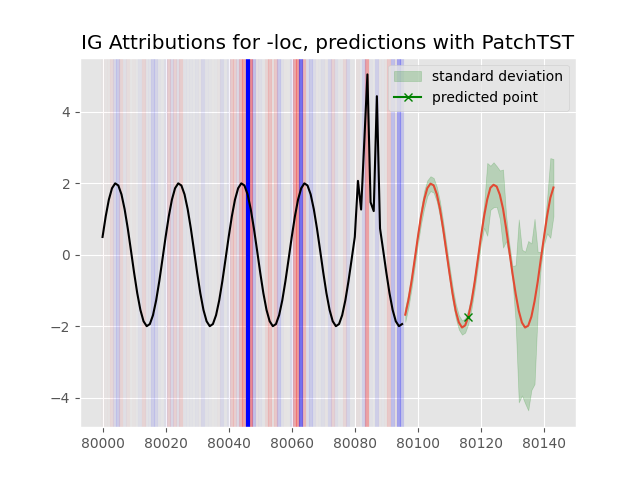 IG Attributions for -loc, predictions with PatchTST
standard deviation
predicted point
4
2
0
−2
−4
80000 80020 80040 80060 80080 80100 80120 80140